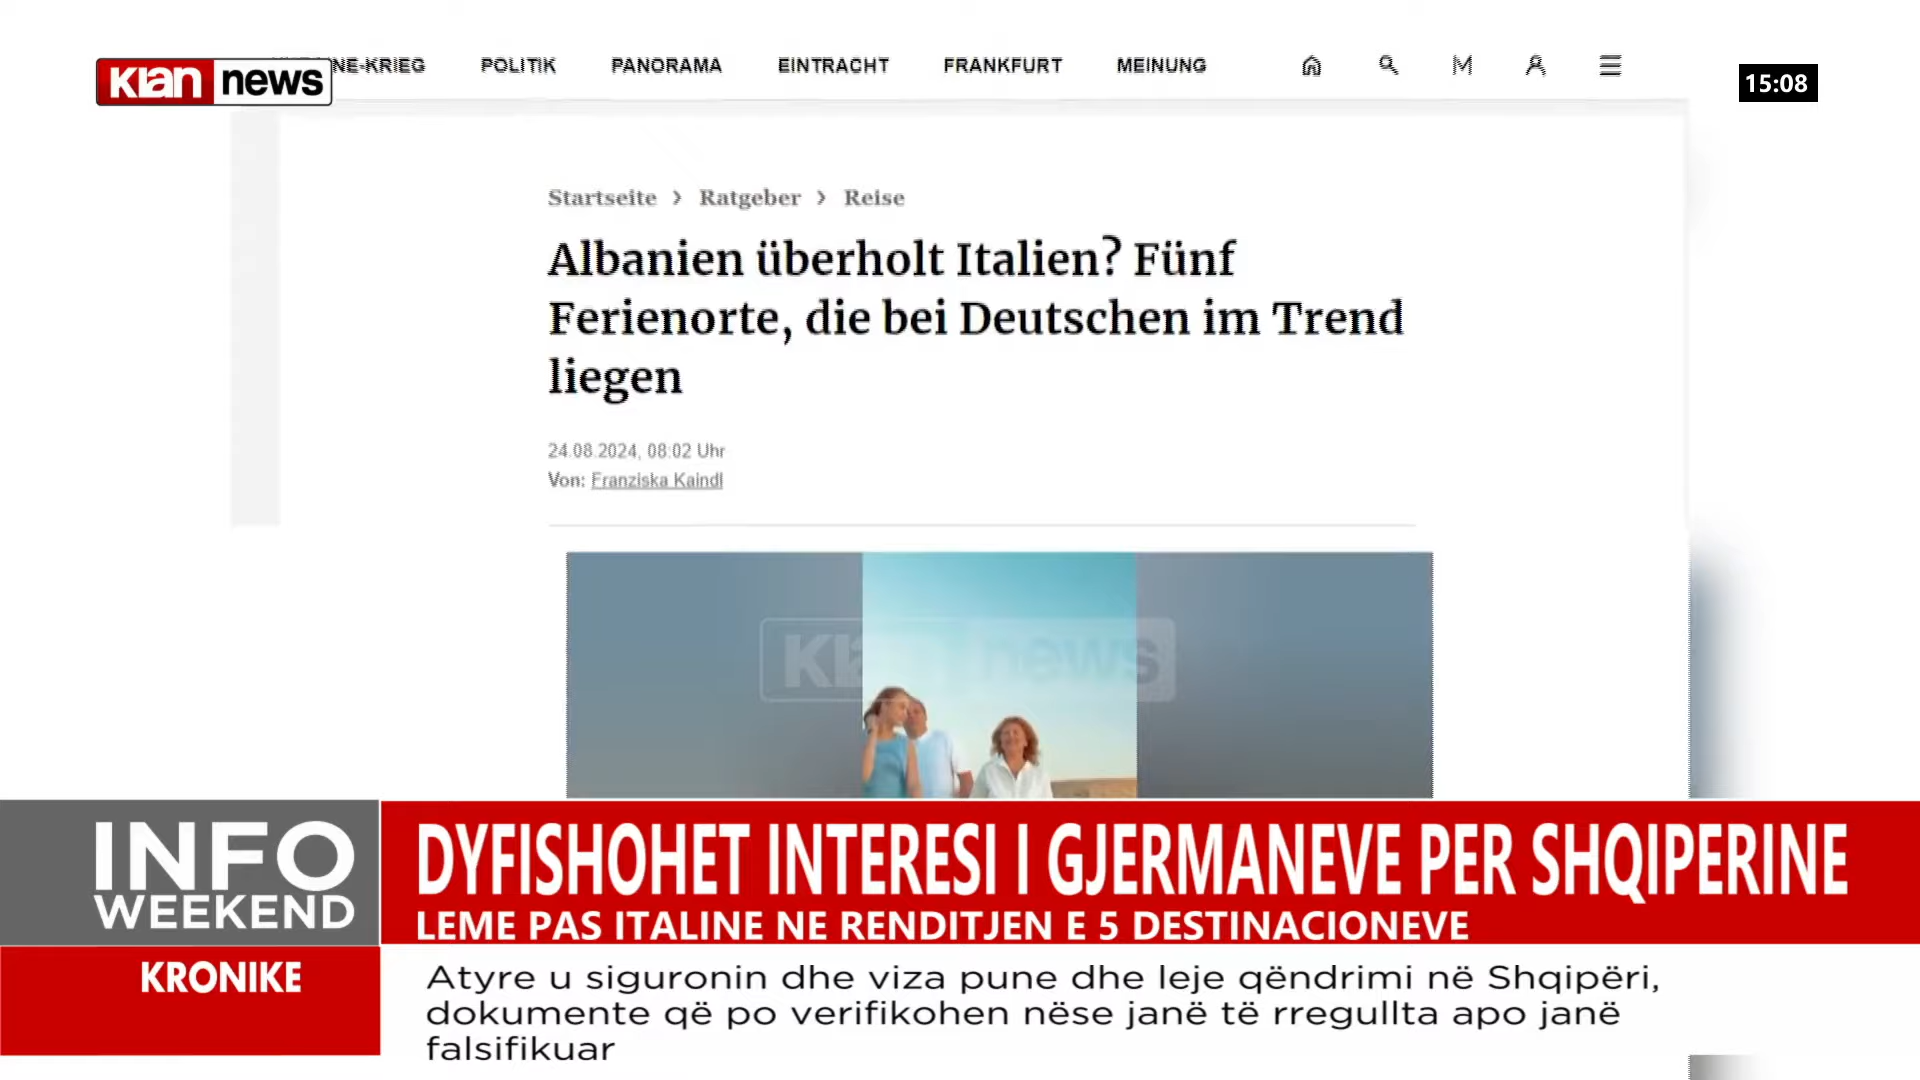 NE-KRIEG POLITIK PANORAMA EINTRACHT FRANKFURT MEINUNG
Klan news
15:08
Startseite > Ratgeber > Reise
Albanien überholt Italien? Fünf
Ferienorte, die bei Deutschen im Trend
liegen
24.08.2024, 08:02 Uhr
Von: Franziska Kaindl
Klan news
INFO
WEEKEND
DYFISHOHET INTERESI I GJERMANEVE PER SHQIPERINE
LEME PAS ITALINE NE RENDITJEN E 5 DESTINACIONEVE
KRONIKE
Atyre u siguronin dhe viza pune dhe leje qëndrimi në Shqipëri,
dokumente që po verifikohen nëse janë të rregullta apo janë
falsifikuar